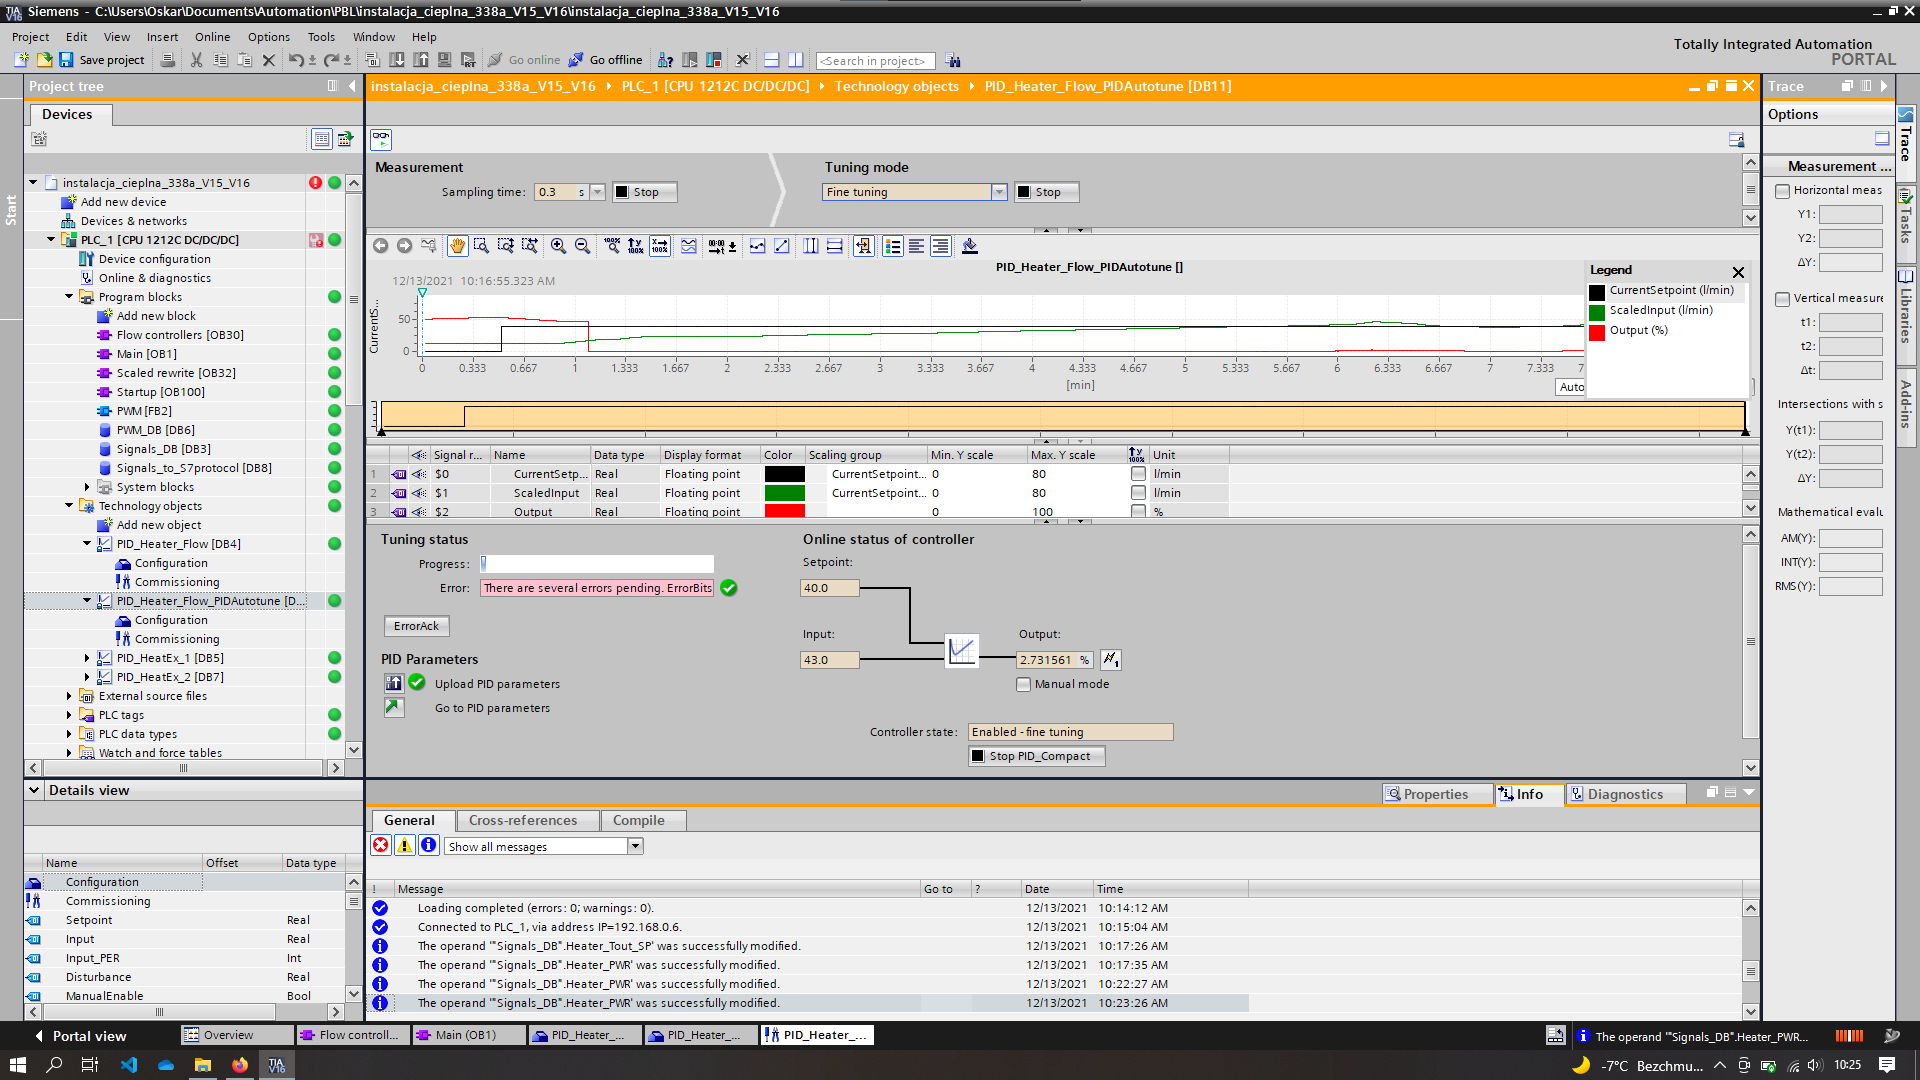 Siemens - C:\Users\Oskar\Documents\Automation\PBL\instalacja_cieplna_338a_V15_V16\instalacja_cieplna_338a_V15_V16
Project Edit View Insert Online Options Tools Window Help
Totally Integrated Automation
PORTAL
Save project
Go online
Go offline
<Search in project>
Project tree
Devices
Start
instalacja_cieplna_338a_V15_V16
Add new device
Devices & networks
PLC_1 [CPU 1212C DC/DC/DC]
Device configuration
Online & diagnostics
Program blocks
Add new block
Flow controllers [OB30]
Main [OB1]
Scaled rewrite [OB32]
Startup [OB100]
PWM [FB2]
PWM_DB [DB6]
Signals_DB [DB3]
Signals_to_S7protocol [DB8]
System blocks
Technology objects
Add new object
PID_Heater_Flow [DB4]
Configuration
Commissioning
PID_Heater_Flow_PIDAutotune [D...
Configuration
Commissioning
PID_HeatEx_1 [DB5]
PID_HeatEx_2 [DB7]
External source files
PLC tags
PLC data types
Watch and force tables
Details view
Name Offset Data type
Configuration
Commissioning
Setpoint Real
Input Real
Input_PER Int
Disturbance Real
ManualEnable Bool
instalacja_cieplna_338a_V15_V16 PLC_1 [CPU 1212C DC/DC/DC] Technology objects PID_Heater_Flow_PIDAutotune [DB11]
Measurement
Sampling time: 0.3 s Stop
Tuning mode
Fine tuning Stop
PID_Heater_Flow_PIDAutotune []
12/13/2021 10:16:55.323 AM
CurrentS...
50
0
0 0.333 0.667 1 1.333 1.667 2 2.333 2.667 3 3.333 3.667 4 4.333 4.667 5 5.333 5.667 6 6.333 6.667 7 7.333 7
[min]
Auto
Legend
CurrentSetpoint (l/min)
ScaledInput (l/min)
Output (%)
Signal r... Name Data type Display format Color Scaling group Min. Y scale Max. Y scale Unit
1 $0 CurrentSetp... Real Floating point CurrentSetpoint... 0 80 l/min
2 $1 ScaledInput Real Floating point CurrentSetpoint... 0 80 l/min
3 $2 Output Real Floating point 0 100 %
Tuning status
Progress:
Error: There are several errors pending. ErrorBits
ErrorAck
PID Parameters
Upload PID parameters
Go to PID parameters
Online status of controller
Setpoint:
40.0
Input:
43.0
Output:
2.731561 %
Manual mode
Controller state: Enabled - fine tuning
Stop PID_Compact
Properties Info Diagnostics
General Cross-references Compile
Show all messages
! Message Go to ? Date Time
Loading completed (errors: 0; warnings: 0). 12/13/2021 10:14:12 AM
Connected to PLC_1, via address IP=192.168.0.6. 12/13/2021 10:15:04 AM
The operand '"Signals_DB".Heater_Tout_SP' was successfully modified. 12/13/2021 10:17:26 AM
The operand '"Signals_DB".Heater_PWR' was successfully modified. 12/13/2021 10:17:35 AM
The operand '"Signals_DB".Heater_PWR' was successfully modified. 12/13/2021 10:22:27 AM
The operand '"Signals_DB".Heater_PWR' was successfully modified. 12/13/2021 10:23:26 AM
Trace
Options
Measurement ...
Horizontal meas
Y1:
Y2:
ΔY:
Vertical measure
t1:
t2:
Δt:
Intersections with s
Y(t1):
Y(t2):
ΔY:
Mathematical evalu
AM(Y):
INT(Y):
RMS(Y):
Trace
Tasks
Libraries
Add-ins
Portal view
Overview
Flow controll...
Main (OB1)
PID_Heater_...
PID_Heater_...
PID_Heater_...
The operand '"Signals_DB".Heater_PWR...
-7°C Bezchmu... 10:25